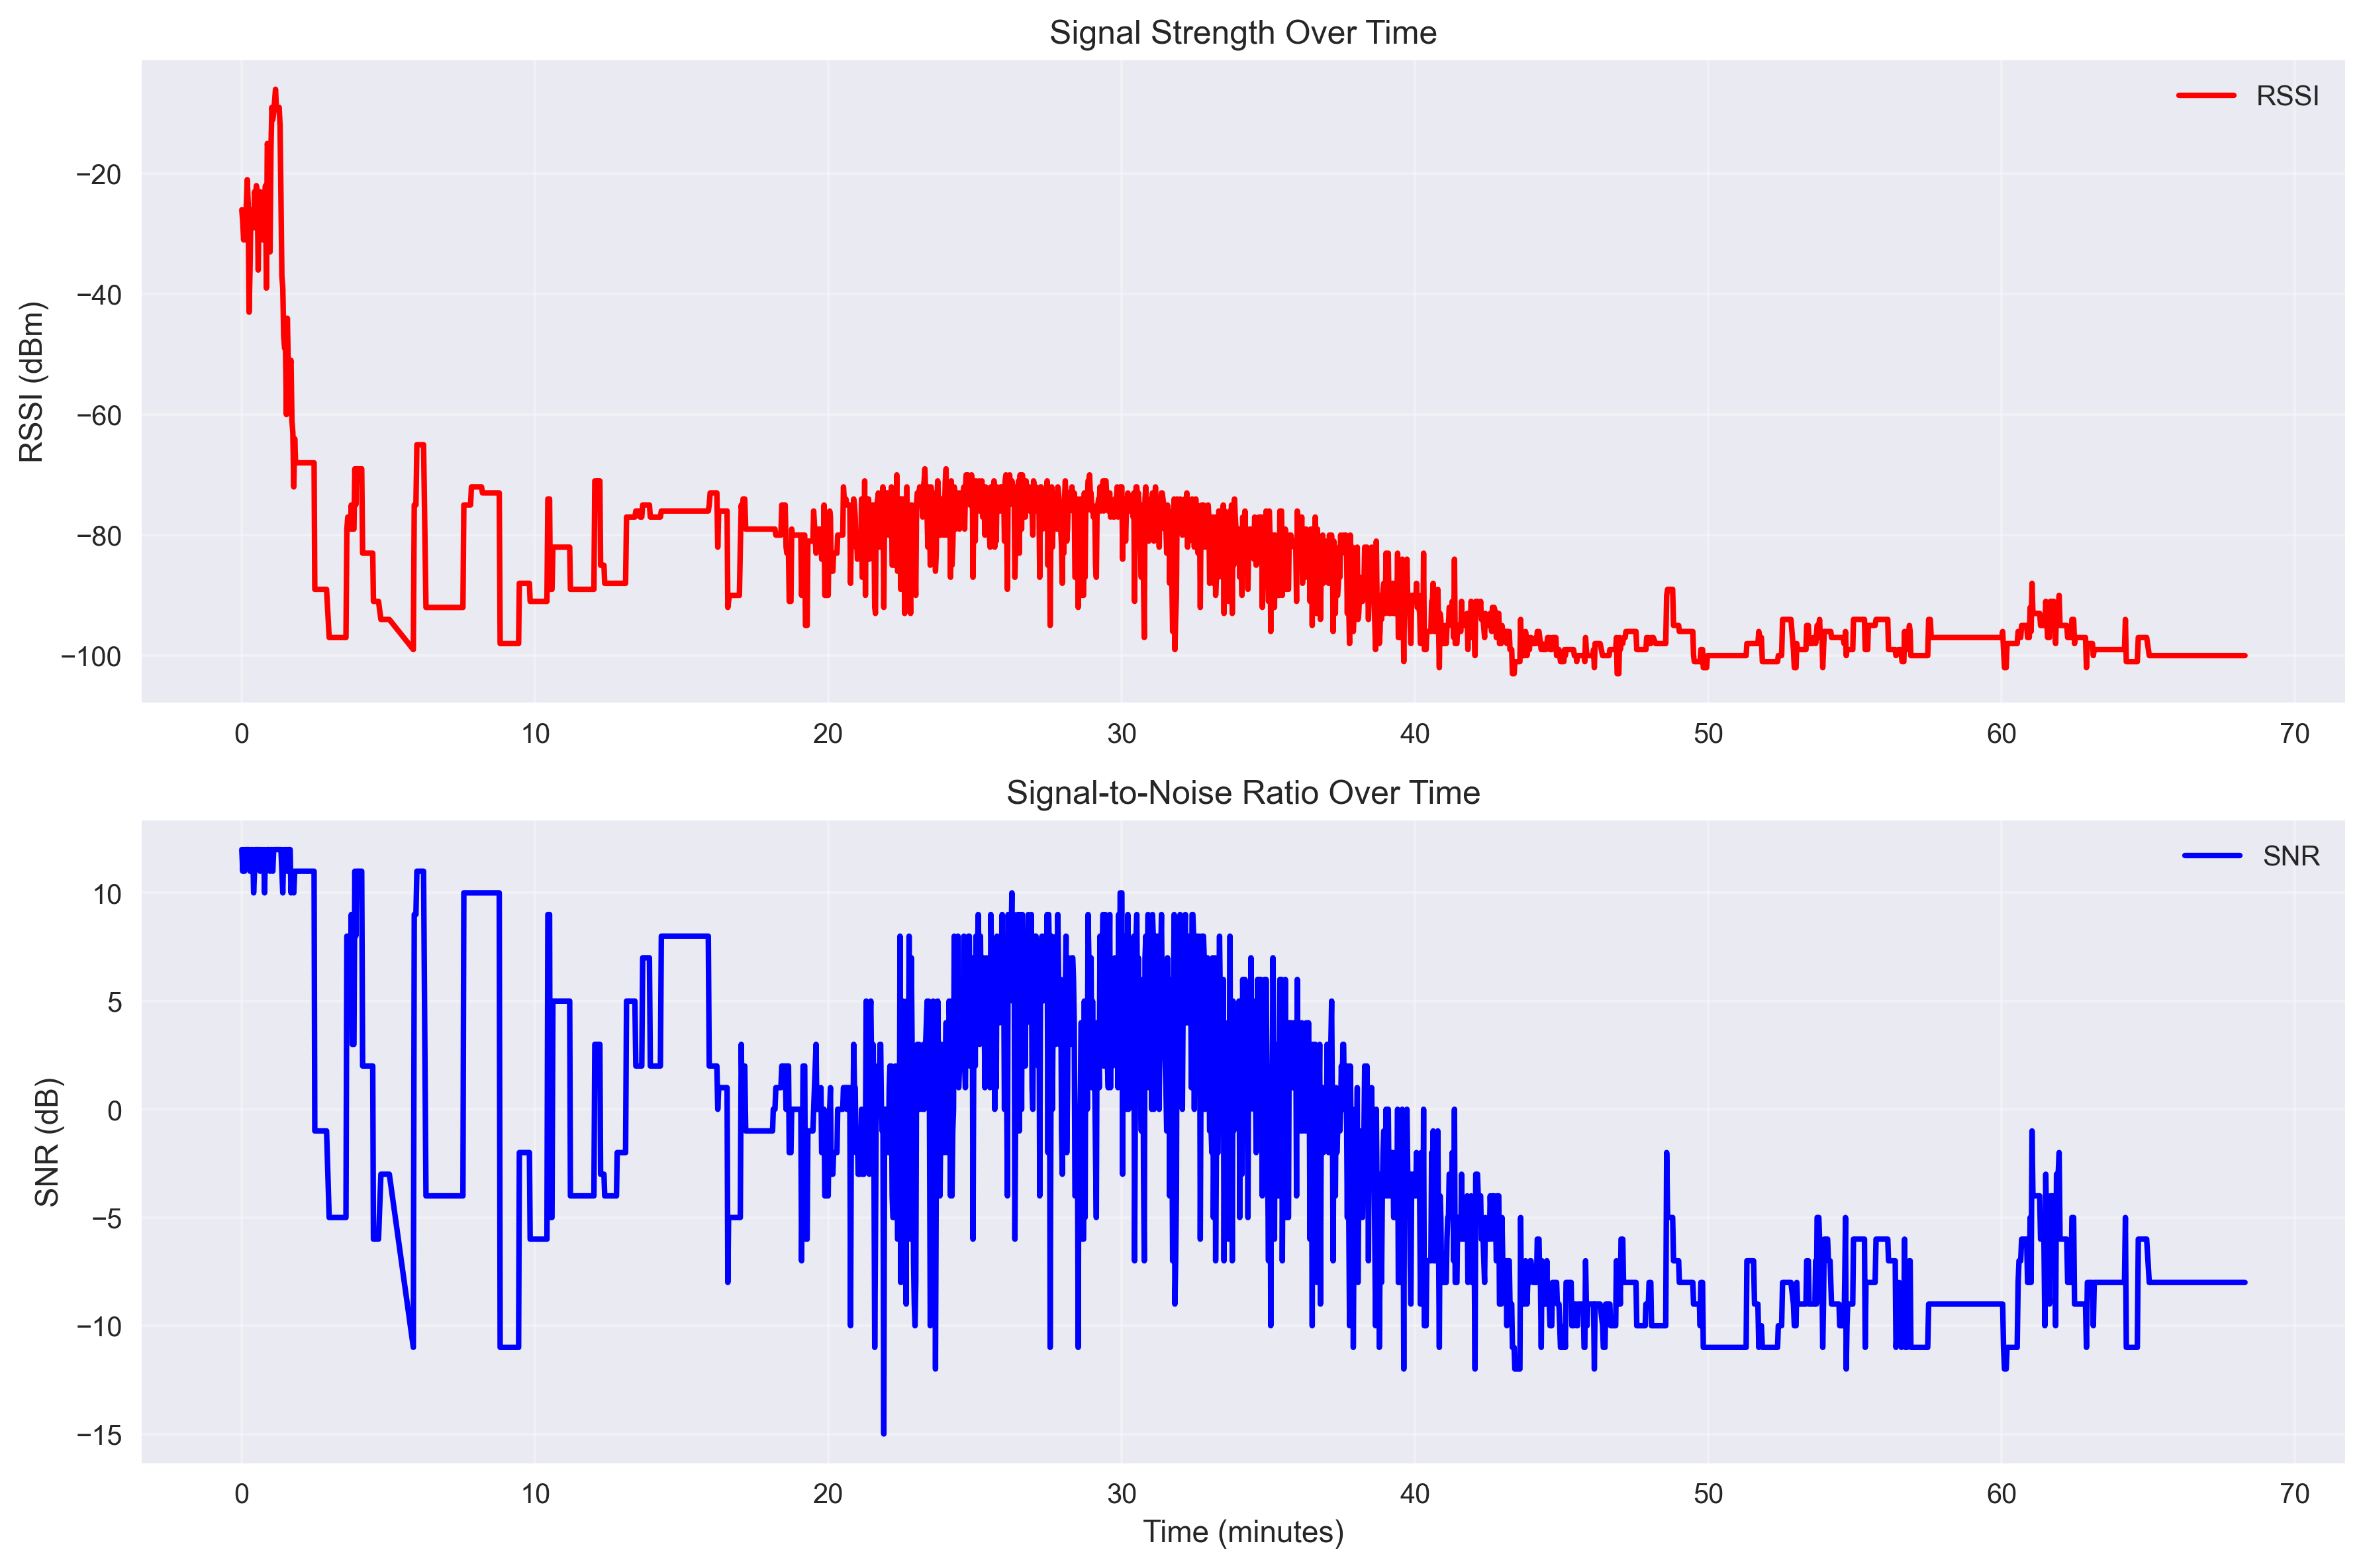 Signal Strength Over Time
RSSI
RSSI (dBm)
−20
−40
−60
−80
−100
0 10 20 30 40 50 60 70
Signal-to-Noise Ratio Over Time
SNR
SNR (dB)
10
5
0
−5
−10
−15
0 10 20 30 40 50 60 70
Time (minutes)